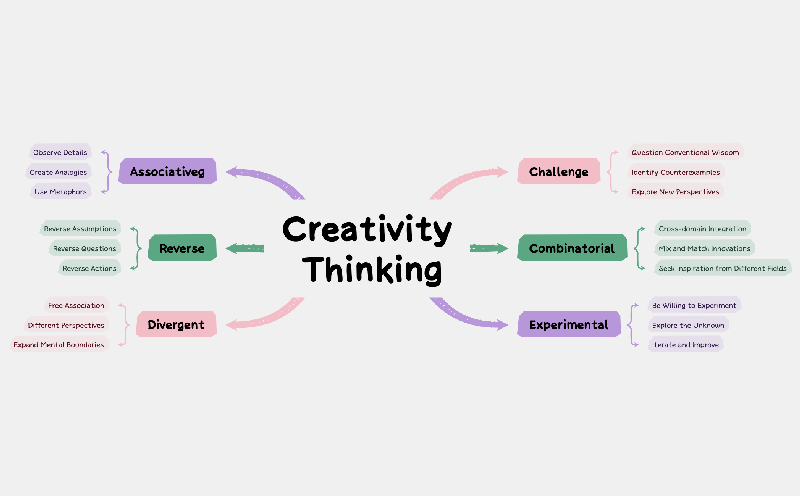 Creativity
Thinking
Associativeg
Observe Details
Create Analogies
Use Metaphors
Reverse
Reverse Assumptions
Reverse Questions
Reverse Actions
Divergent
Free Association
Different Perspectives
Expand Mental Boundaries
Challenge
Question Conventional Wisdom
Identify Counterexamples
Explore New Perspectives
Combinatorial
Cross-domain Integration
Mix and Match Innovations
Seek Inspiration from Different Fields
Experimental
Be Willing to Experiment
Explore the Unknown
Iterate and Improve